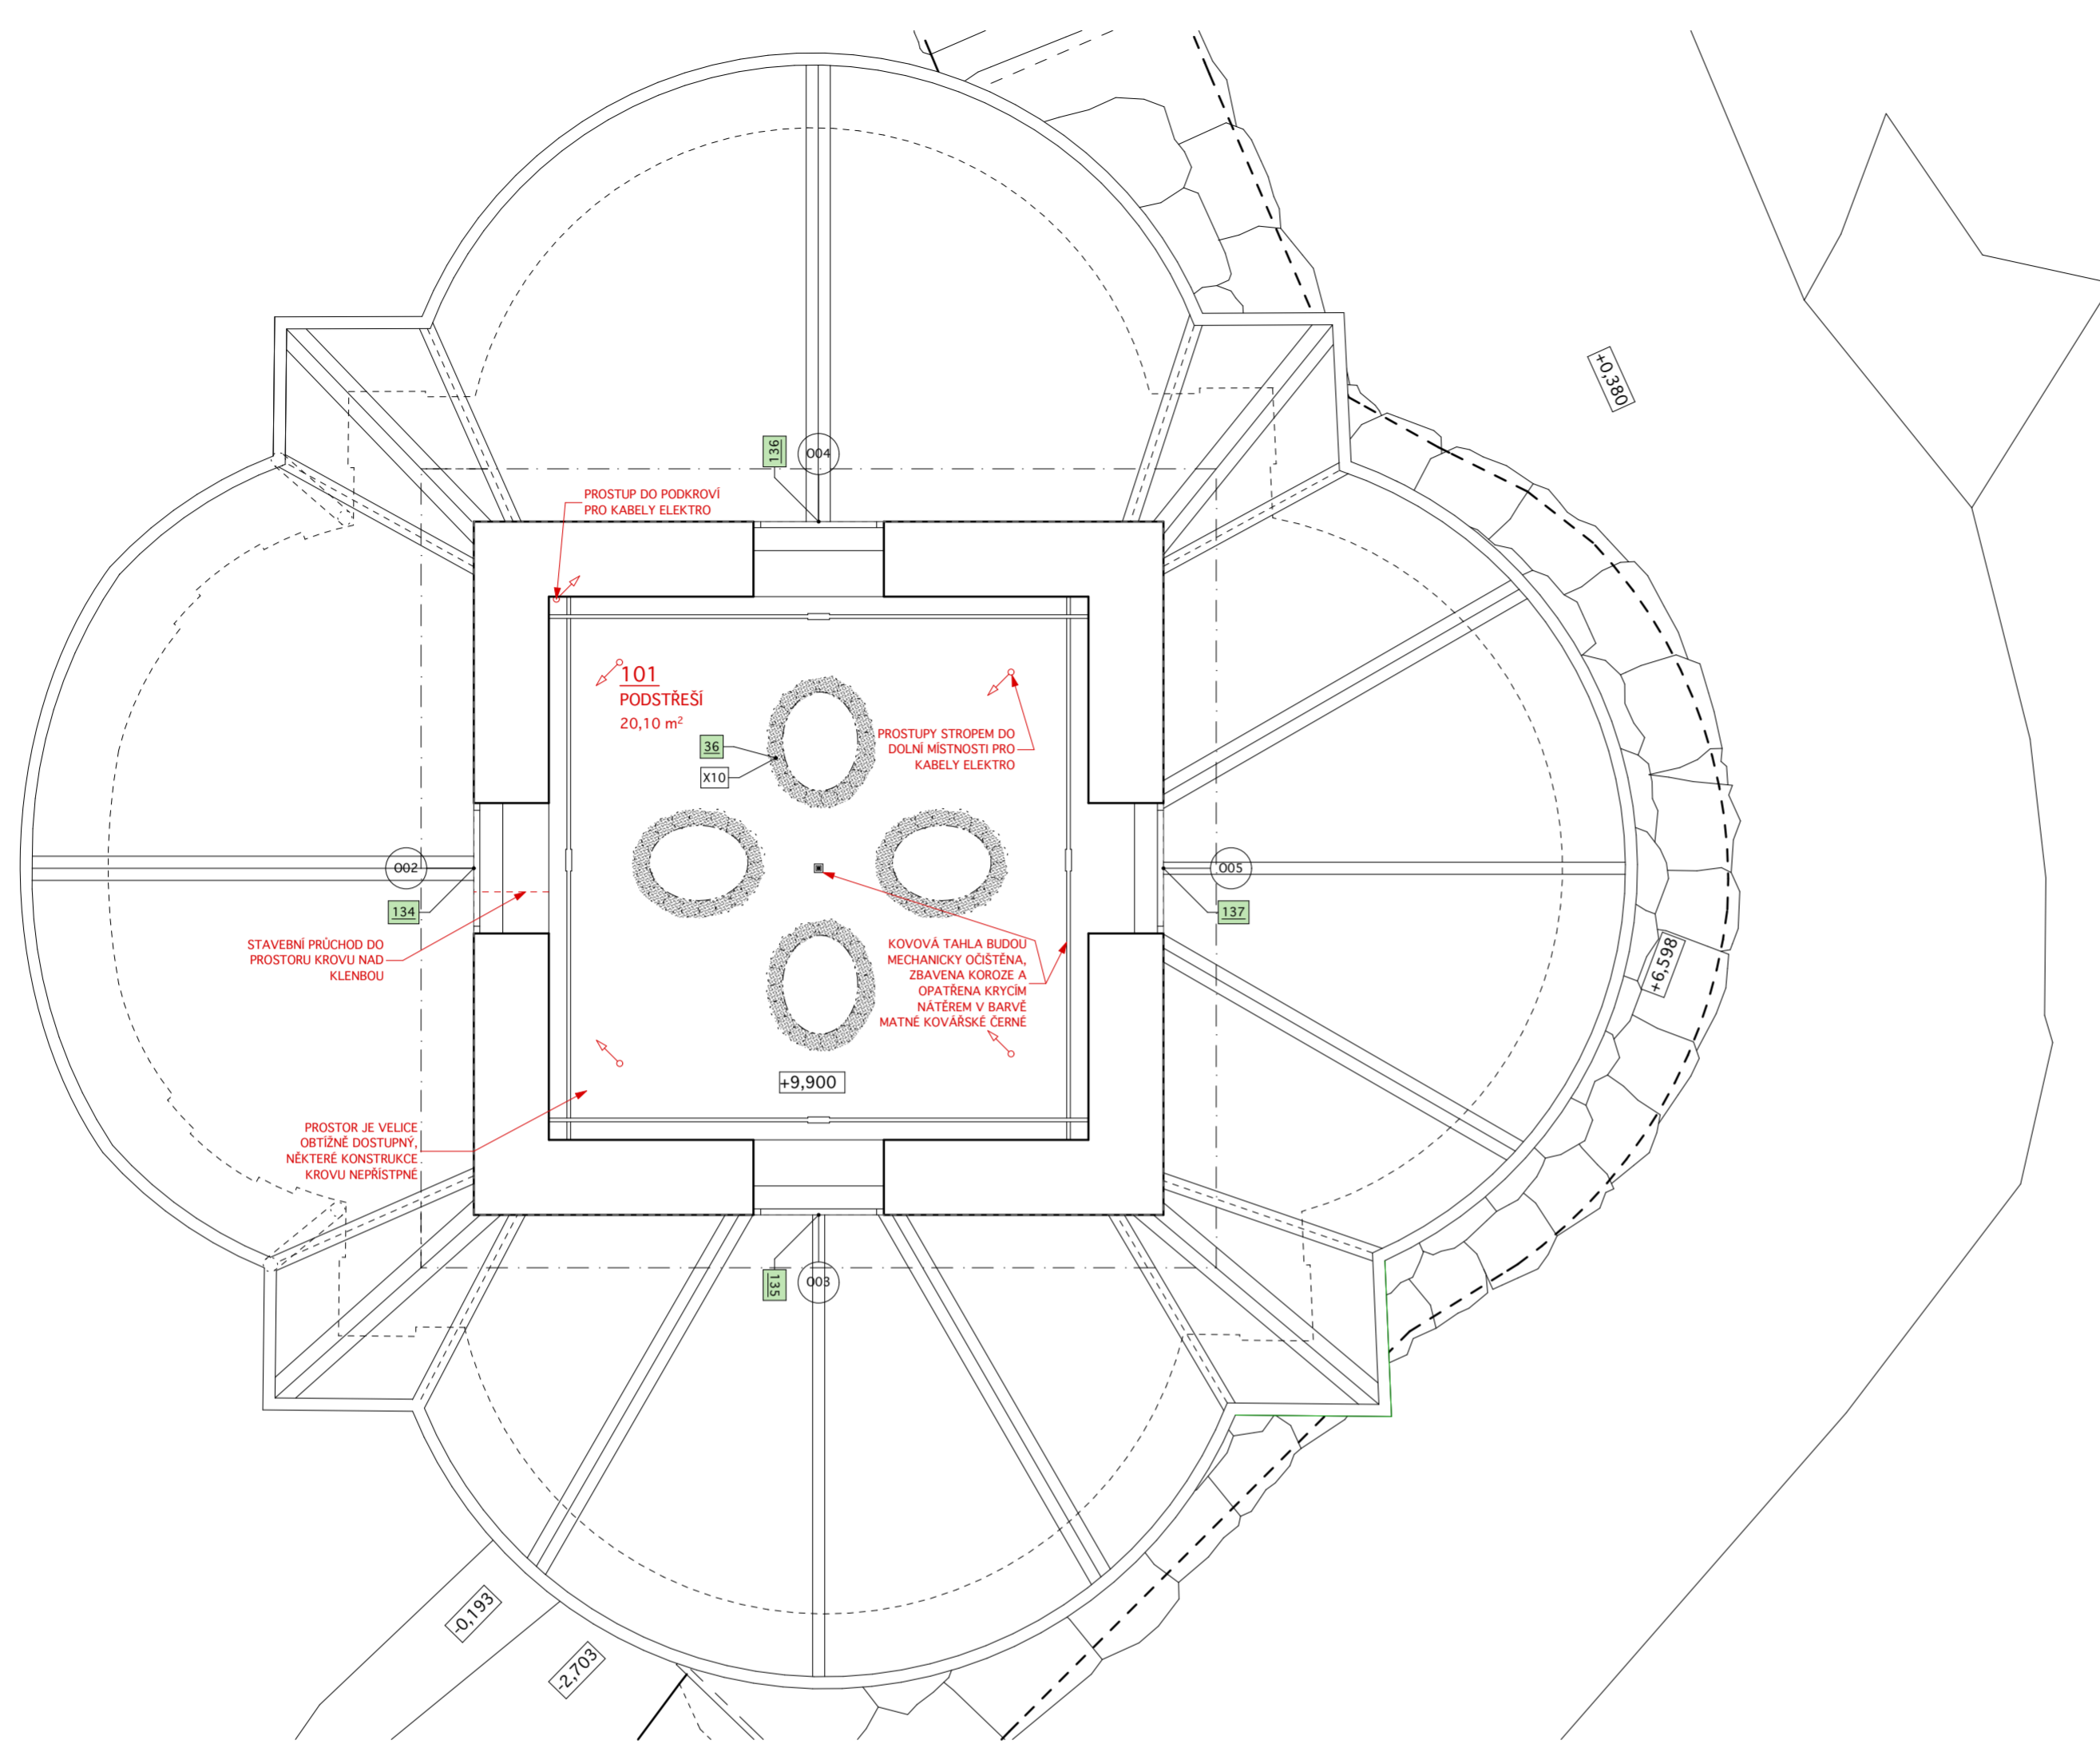 +0,380
136
004
PROSTUP DO PODKROVÍ
PRO KABELY ELEKTRO
101
PODSTŘEŠÍ
20,10 m²
36
X10
PROSTUPY STROPEM DO
DOLNÍ MÍSTNOSTI PRO
KABELY ELEKTRO
002
134
005
137
STAVEBNÍ PRŮCHOD DO
PROSTORU KROVU NAD
KLENBOU
KOVOVÁ TAHLA BUDOU
MECHANICKY OČIŠTĚNA,
ZBAVENA KOROZE A
OPATŘENA KRYCÍM
NÁTĚREM V BARVĚ
MATNÉ KOVÁŘSKÉ ČERNÉ
+6,598
+9,900
PROSTOR JE VELICE
OBTÍŽNĚ DOSTUPNÝ,
NĚKTERÉ KONSTRUKCE
KROVU NEPŘÍSTPNÉ
135
003
-0,193
-2,703